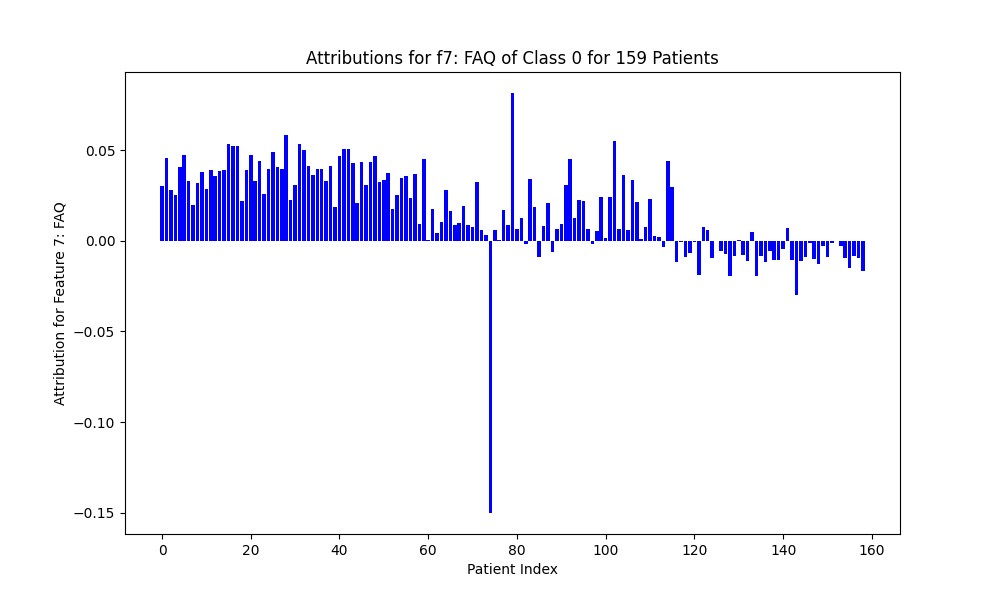 Attributions for f7: FAQ of Class 0 for 159 Patients
Attribution for Feature 7: FAQ
0.05
0.00
−0.05
−0.10
−0.15
0 20 40 60 80 100 120 140 160
Patient Index